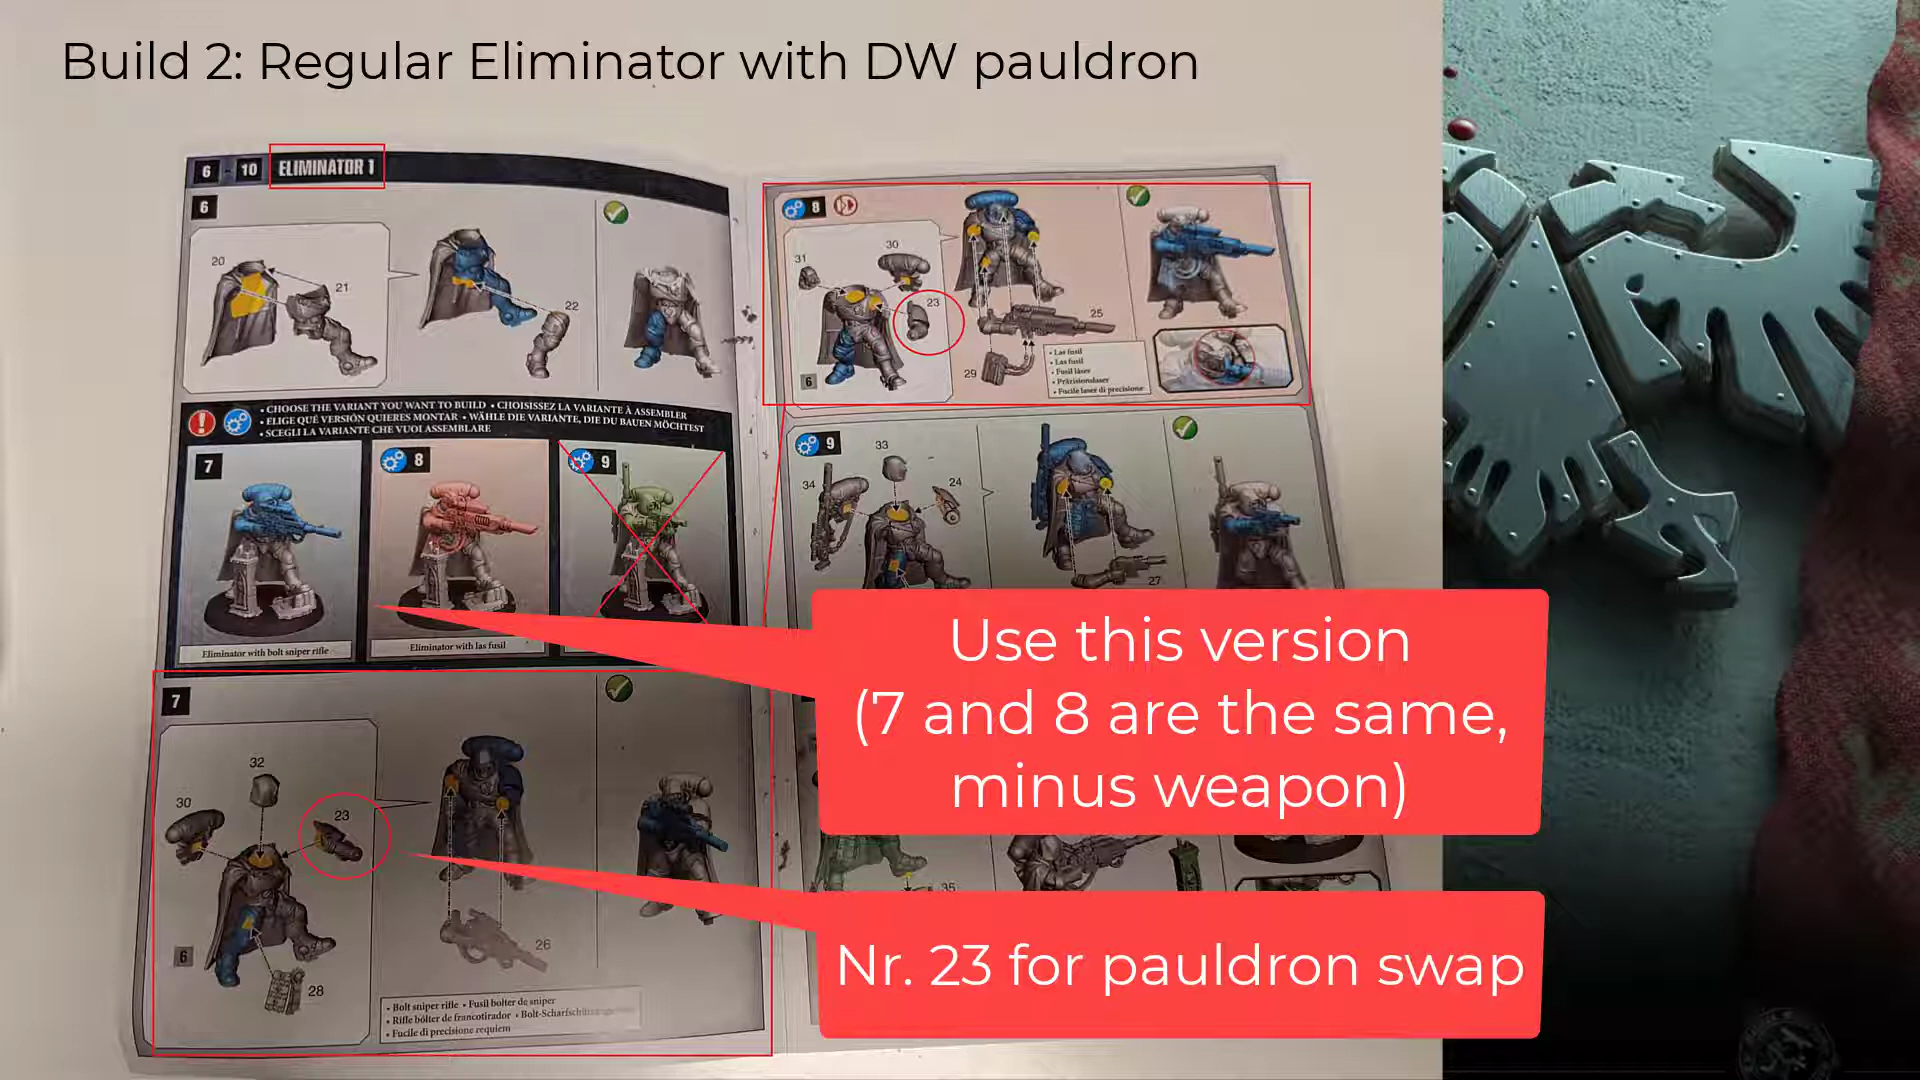 Build 2: Regular Eliminator with DW pauldron
6 - 10 ELIMINATOR 1
6
20
21
22
• CHOOSE THE VARIANT YOU WANT TO BUILD • CHOISISSEZ LA VARIANTE À ASSEMBLER
• ELIGE QUÉ VERSIÓN QUIERES MONTAR • WÄHLE DIE VARIANTE, DIE DU BAUEN MÖCHTEST
• SCEGLI LA VARIANTE CHE VUOI ASSEMBLARE
7
8
9
Eliminator with bolt sniper rifle
Eliminator with las fusil
7
32
30
23
26
6
28
• Bolt sniper rifle • Fusil bolter de sniper
• Rifle bólter de francotirador • Bolt-Scharfschützengewehr
• Fucile di precisione requiem
8
31
30
23
25
29
6
• Las fusil
• Las fusil
• Fusil láser
• Präzisionslaser
• Fucile laser di precisione
9
33
34
24
27
35
Use this version
(7 and 8 are the same,
minus weapon)
Nr. 23 for pauldron swap